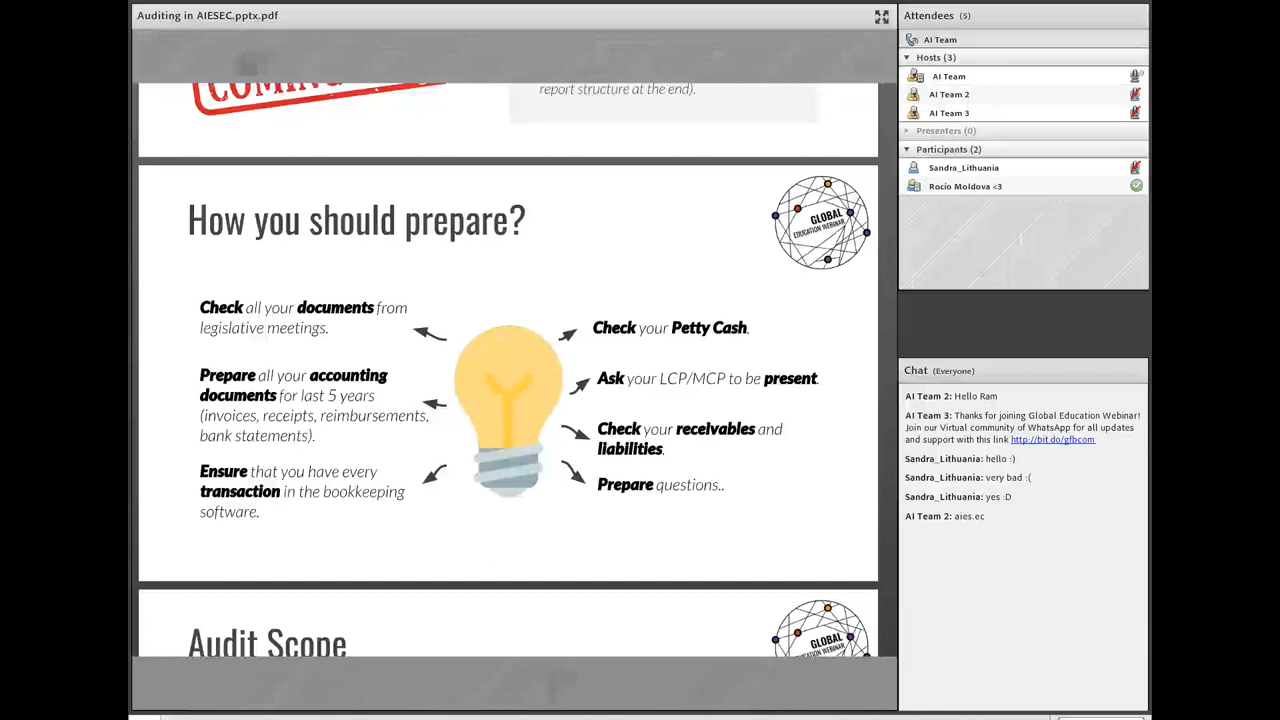 Auditing in AIESEC.pptx.pdf
COMING
report structure at the end).
How you should prepare?
GLOBAL
EDUCATION WEBINAR
Check all your documents from
legislative meetings.
Prepare all your accounting
documents for last 5 years
(invoices, receipts, reimbursements,
bank statements).
Ensure that you have every
transaction in the bookkeeping
software.
Check your Petty Cash.
Ask your LCP/MCP to be present.
Check your receivables and
liabilities.
Prepare questions..
Audit Scope
GLOBAL
EDUCATION WEBINAR
Attendees (5)
AI Team
Hosts (3)
AI Team
AI Team 2
AI Team 3
Presenters (0)
Participants (2)
Sandra_Lithuania
Rocío Moldova <3
Chat (Everyone)
AI Team 2: Hello Ram
AI Team 3: Thanks for joining Global Education Webinar!
Join our Virtual community of WhatsApp for all updates
and support with this link http://bit.do/gfbcom
Sandra_Lithuania: hello :)
Sandra_Lithuania: very bad :(
Sandra_Lithuania: yes :D
AI Team 2: aies.ec